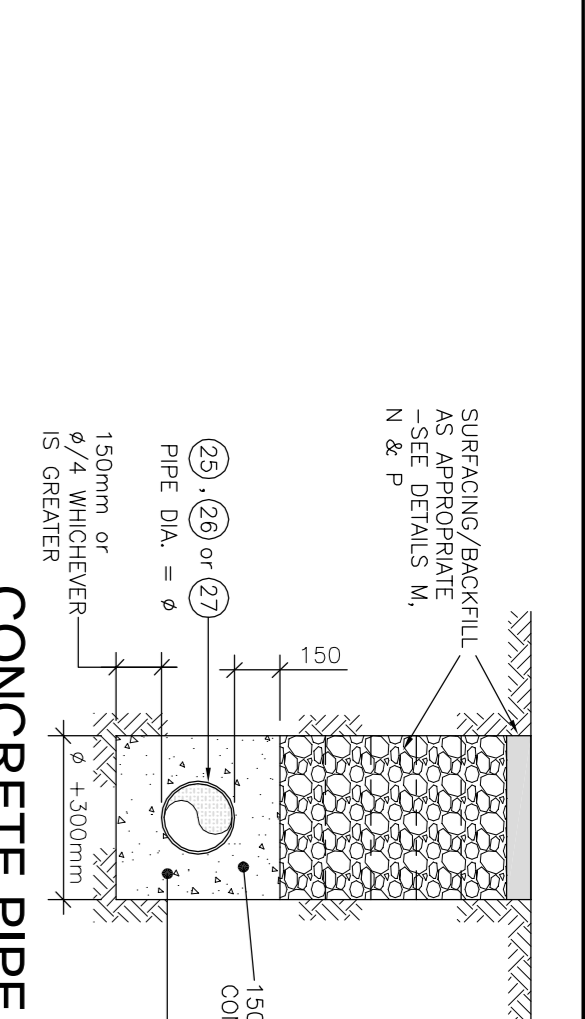 SURFACING/BACKFILL
AS APPROPRIATE
-SEE DETAILS M,
N & P
150
25, 26 or 27
PIPE DIA. = ø
150mm or
ø/4 WHICHEVER
IS GREATER
ø +300mm
150
CONCRETE PIPE